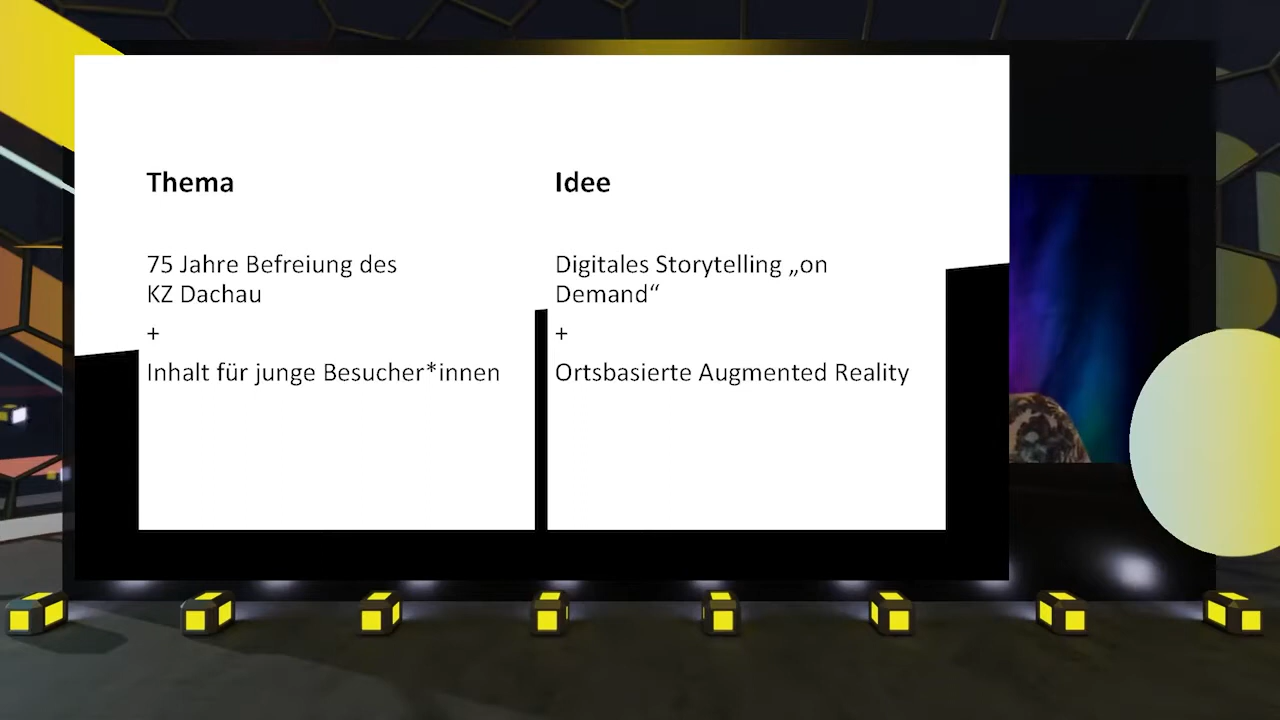 Thema
75 Jahre Befreiung des
KZ Dachau
+
Inhalt für junge Besucher*innen
Idee
Digitales Storytelling „on
Demand“
+
Ortsbasierte Augmented Reality